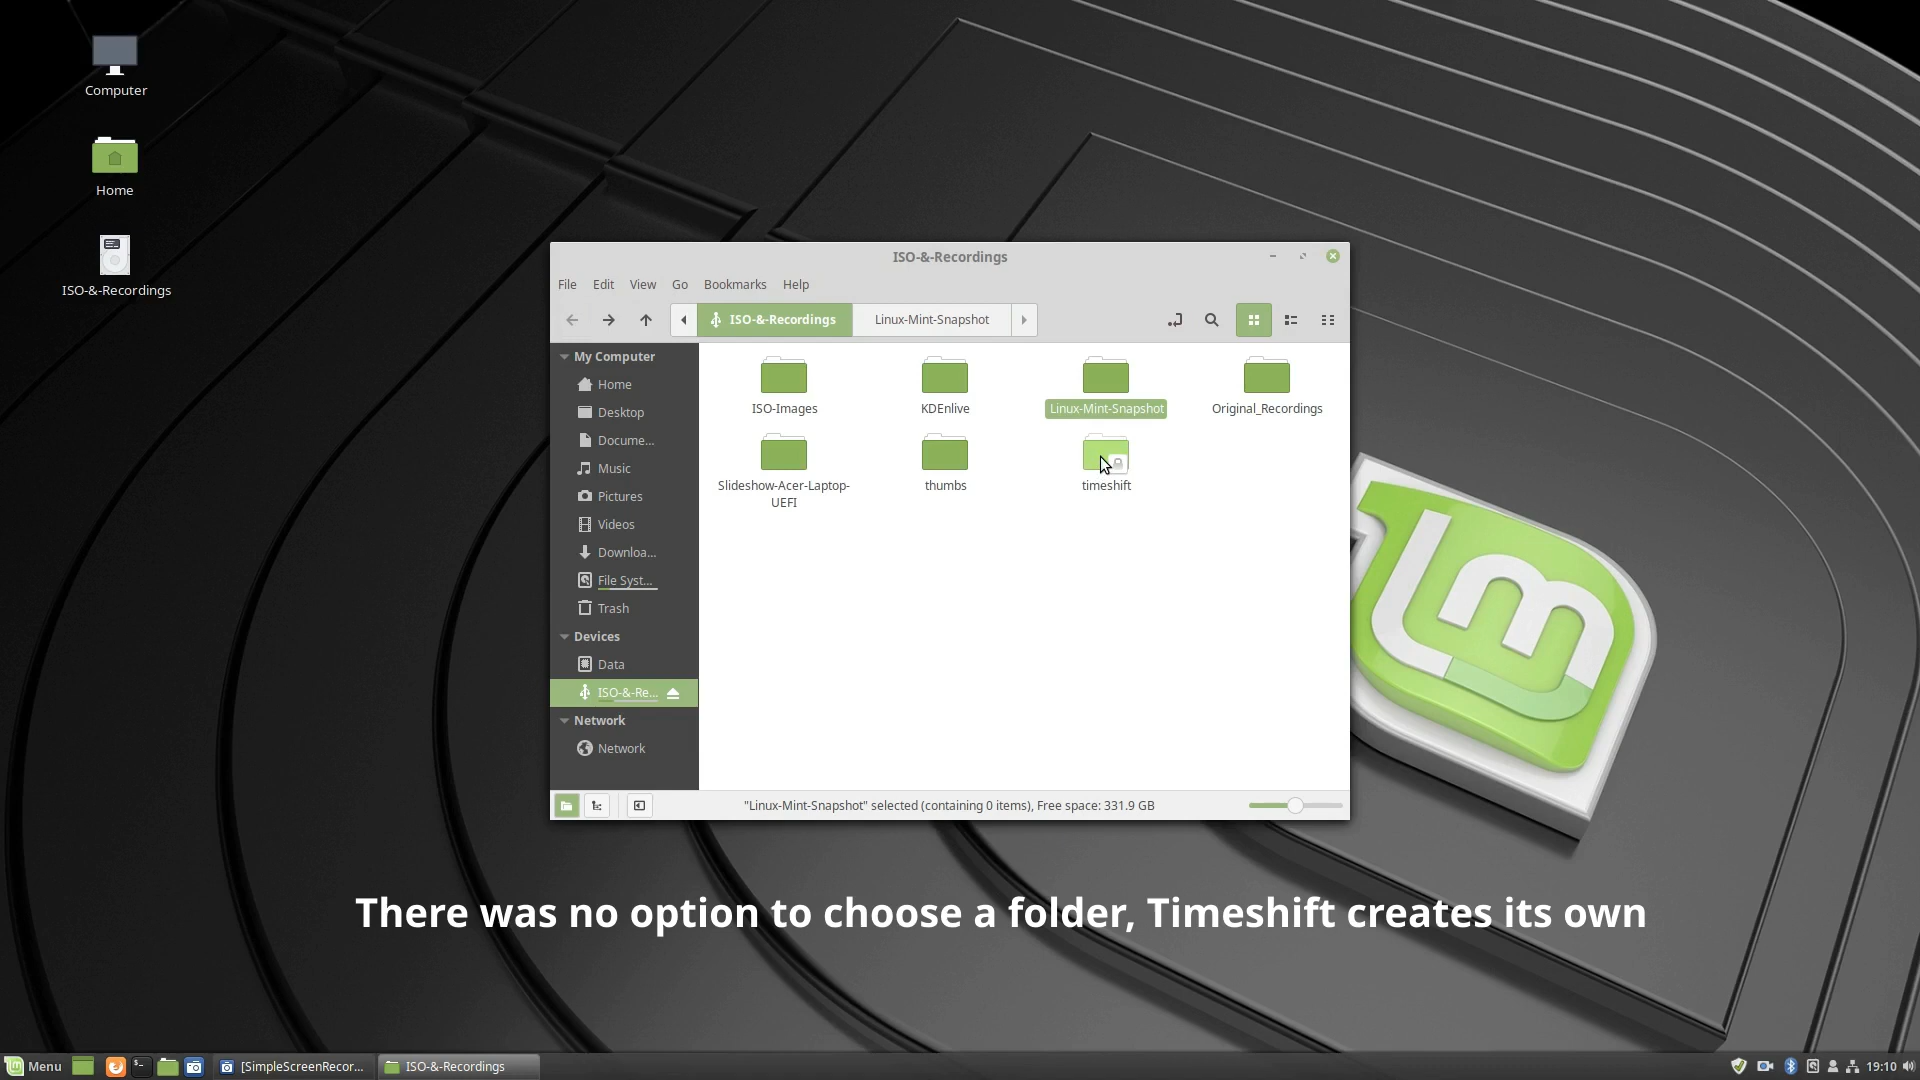 Computer
Home
ISO-&-Recordings
ISO-&-Recordings
File Edit View Go Bookmarks Help
ISO-&-Recordings Linux-Mint-Snapshot
My Computer
Home
Desktop
Docume...
Music
Pictures
Videos
Downloa...
File Syst...
Trash
Devices
Data
ISO-&-Re...
Network
Network
ISO-Images KDEnlive Linux-Mint-Snapshot Original_Recordings
Slideshow-Acer-Laptop-
UEFI
thumbs timeshift
"Linux-Mint-Snapshot" selected (containing 0 items), Free space: 331.9 GB
There was no option to choose a folder, Timeshift creates its own
Menu [SimpleScreenRecor... ISO-&-Recordings 19:10